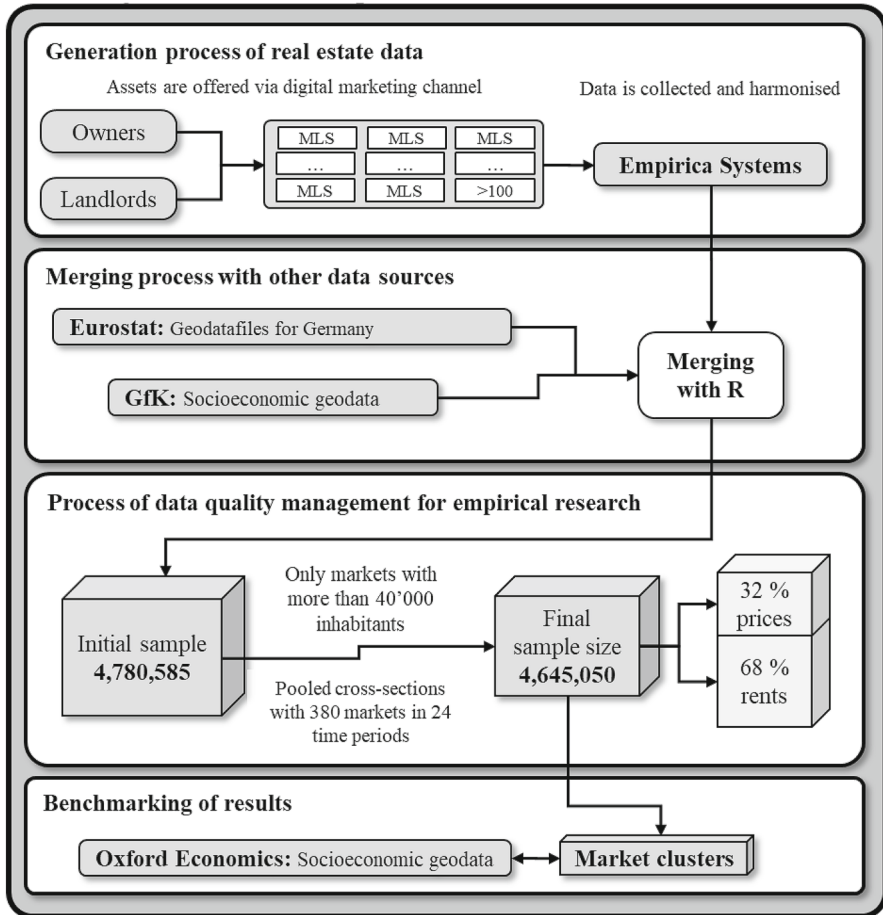 Generation process of real estate data
Assets are offered via digital marketing channel
Data is collected and harmonised
Owners
Landlords
MLS MLS MLS
... ... ...
MLS MLS >100
Empirica Systems
Merging process with other data sources
Eurostat: Geodatafiles for Germany
GfK: Socioeconomic geodata
Merging
with R
Process of data quality management for empirical research
Initial sample
4,780,585
Only markets with
more than 40’000
inhabitants
Pooled cross-sections
with 380 markets in 24
time periods
Final
sample size
4,645,050
32 %
prices
68 %
rents
Benchmarking of results
Oxford Economics: Socioeconomic geodata
Market clusters